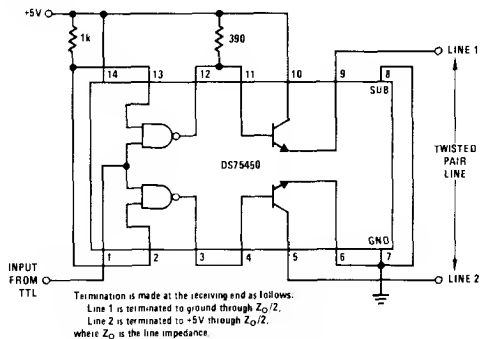 +5V
1k
390
14 13 12 11 10 9 8
SUB
LINE 1
TWISTED
PAIR
LINE
DS75450
GND
1 2 3 4 5 6 7
INPUT
FROM
TTL
LINE 2
Termination is made at the receiving end as follows:
Line 1 is terminated to ground through ZO/2,
Line 2 is terminated to +5V through ZO/2,
where ZO is the line impedance.